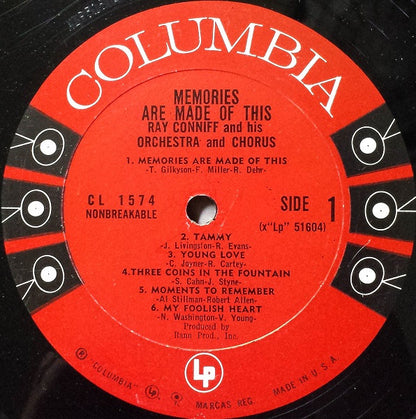 COLUMBIA
MEMORIES
ARE MADE OF THIS
RAY CONNIFF and his
ORCHESTRA and CHORUS
1. MEMORIES ARE MADE OF THIS
-T. Gilkyson-F. Miller-R. Dehr-
CL 1574
NONBREAKABLE
SIDE 1
(x"Lp" 51604)
2. TAMMY
-J. Livingston-R. Evans-
3. YOUNG LOVE
-C. Joyner-R. Cartey-
4.THREE COINS IN THE FOUNTAIN
-S. Cahn-J. Styne-
5. MOMENTS TO REMEMBER
-Al Stillman-Robert Allen-
6. MY FOOLISH HEART
-N. Washington-V. Young-
Produced by
Rann Prod., Inc.
Lp
® "COLUMBIA" MARCAS REG. MADE IN U.S.A.